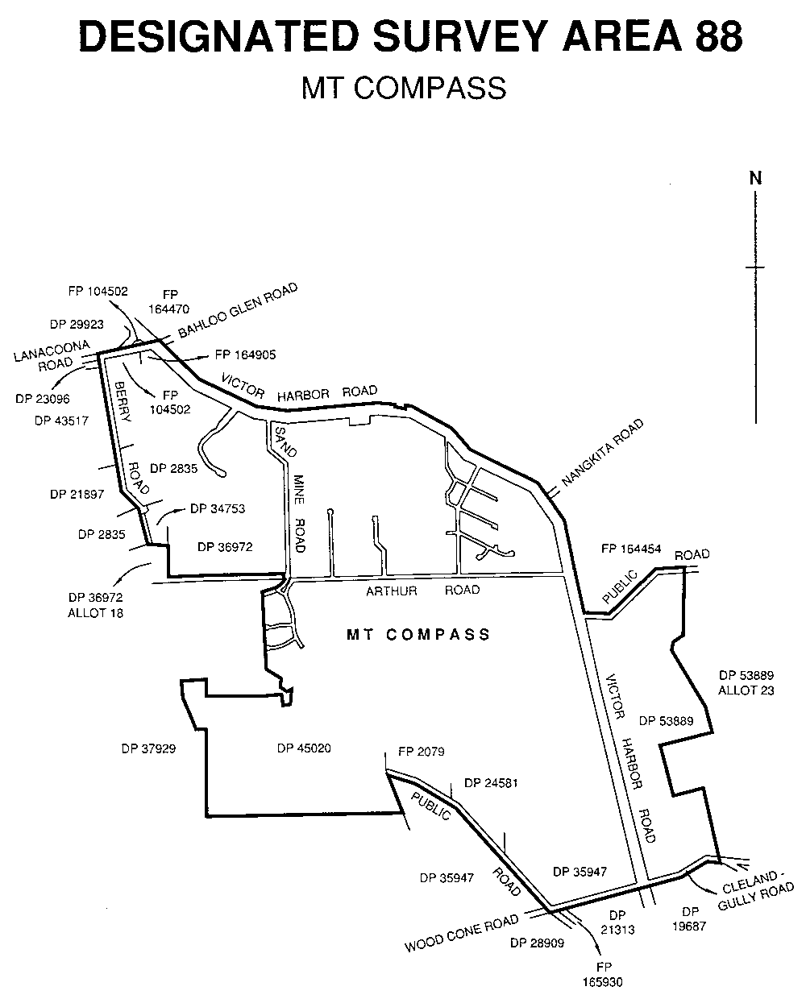 DESIGNATED SURVEY AREA 88
MT COMPASS
N
FP 104502
FP
164470
BAHLOO GLEN ROAD
DP 29923
LANACOONA
ROAD
FP 164905
DP 23096
FP
104502
VICTOR HARBOR ROAD
DP 43517
BERRY ROAD
SAND MINE ROAD
NANGKITA ROAD
DP 2835
DP 21897
DP 34753
DP 2835
DP 36972
FP 164454
PUBLIC ROAD
DP 36972
ALLOT 18
ARTHUR ROAD
MT COMPASS
DP 53889
ALLOT 23
VICTOR HARBOR ROAD
DP 53889
DP 37929
DP 45020
FP 2079
DP 24581
PUBLIC ROAD
DP 35947
DP 35947
CLELAND -
GULLY ROAD
WOOD CONE ROAD
DP 28909
DP
21313
DP
19687
FP
165930